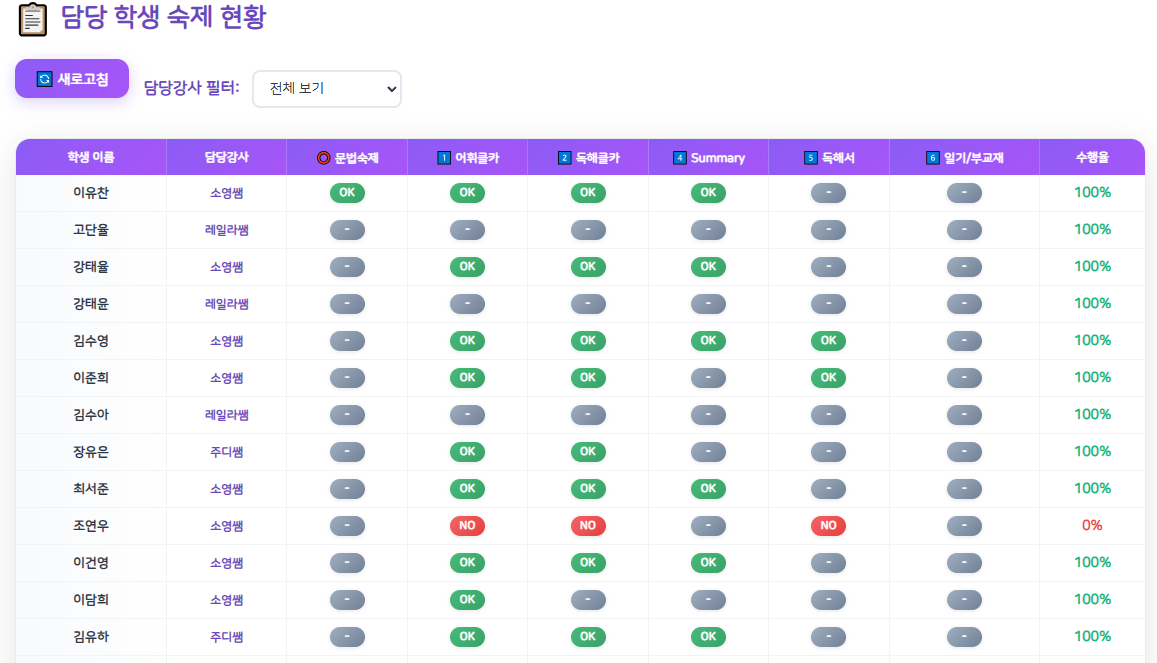 담당 학생 숙제 현황
새로고침 담당강사 필터: 전체 보기
학생 이름 담당강사 문법숙제 1 어휘클카 2 독해클카 4 Summary 5 독해서 6 일기/부교재 수행율
이유찬 소영쌤 OK OK OK OK - - 100%
고단율 레일라쌤 - - - - - - 100%
강태율 소영쌤 - OK OK OK - - 100%
강태윤 레일라쌤 - - - - - - 100%
김수영 소영쌤 - OK OK OK OK - 100%
이준희 소영쌤 - OK OK - OK - 100%
김수아 레일라쌤 - - - - - - 100%
장유은 주디쌤 - OK OK - - - 100%
최서준 소영쌤 - OK OK OK - - 100%
조연우 소영쌤 - NO NO - NO - 0%
이건영 소영쌤 - OK OK OK - - 100%
이담희 소영쌤 - OK - - - - 100%
김유하 주디쌤 - OK OK OK - - 100%